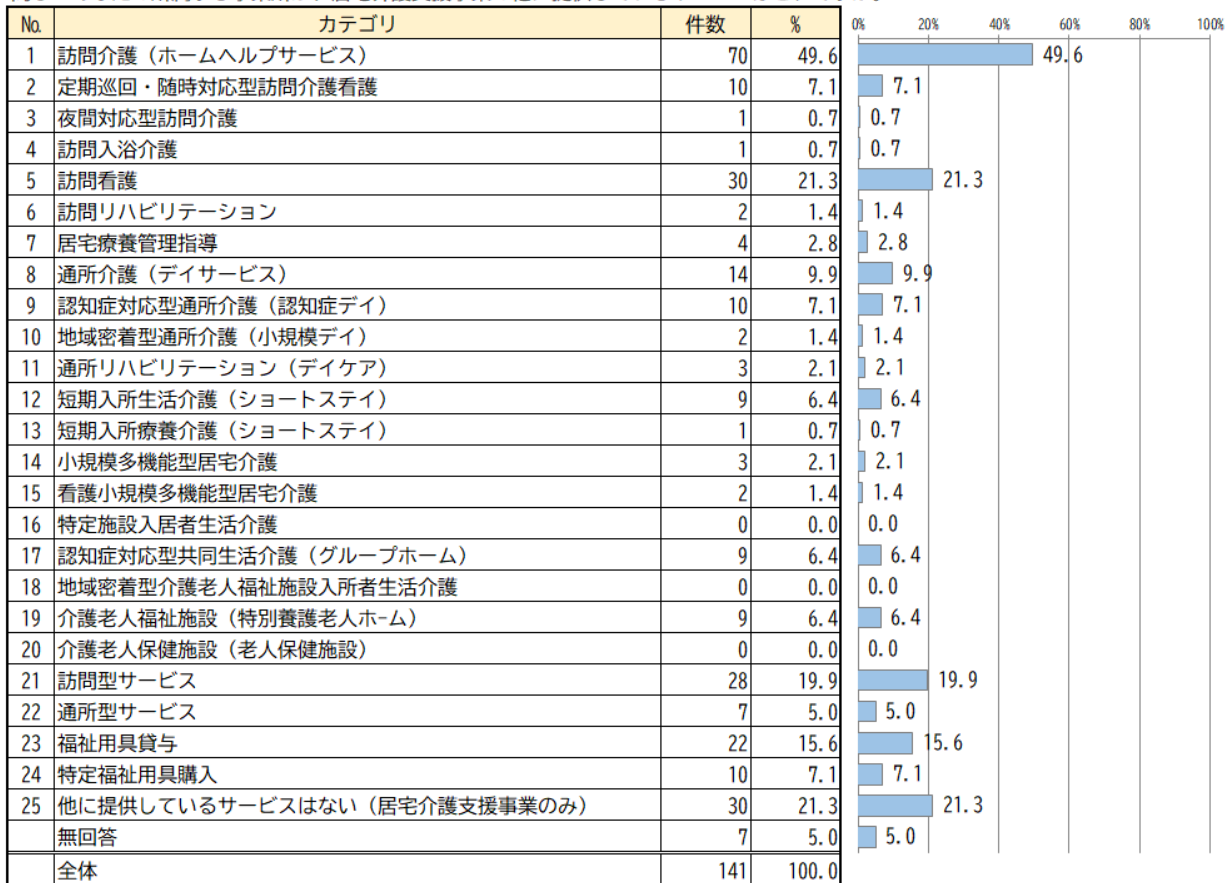 No. カテゴリ 件数 % 0% 20% 40% 60% 80% 100%
1 訪問介護（ホームヘルプサービス） 70 49.6 49.6
2 定期巡回・随時対応型訪問介護看護 10 7.1 7.1
3 夜間対応型訪問介護 1 0.7 0.7
4 訪問入浴介護 1 0.7 0.7
5 訪問看護 30 21.3 21.3
6 訪問リハビリテーション 2 1.4 1.4
7 居宅療養管理指導 4 2.8 2.8
8 通所介護（デイサービス） 14 9.9 9.9
9 認知症対応型通所介護（認知症デイ） 10 7.1 7.1
10 地域密着型通所介護（小規模デイ） 2 1.4 1.4
11 通所リハビリテーション（デイケア） 3 2.1 2.1
12 短期入所生活介護（ショートステイ） 9 6.4 6.4
13 短期入所療養介護（ショートステイ） 1 0.7 0.7
14 小規模多機能型居宅介護 3 2.1 2.1
15 看護小規模多機能型居宅介護 2 1.4 1.4
16 特定施設入居者生活介護 0 0.0 0.0
17 認知症対応型共同生活介護（グループホーム） 9 6.4 6.4
18 地域密着型介護老人福祉施設入所者生活介護 0 0.0 0.0
19 介護老人福祉施設（特別養護老人ホーム） 9 6.4 6.4
20 介護老人保健施設（老人保健施設） 0 0.0 0.0
21 訪問型サービス 28 19.9 19.9
22 通所型サービス 7 5.0 5.0
23 福祉用具貸与 22 15.6 15.6
24 特定福祉用具購入 10 7.1 7.1
25 他に提供しているサービスはない（居宅介護支援事業のみ） 30 21.3 21.3
無回答 7 5.0 5.0
全体 141 100.0